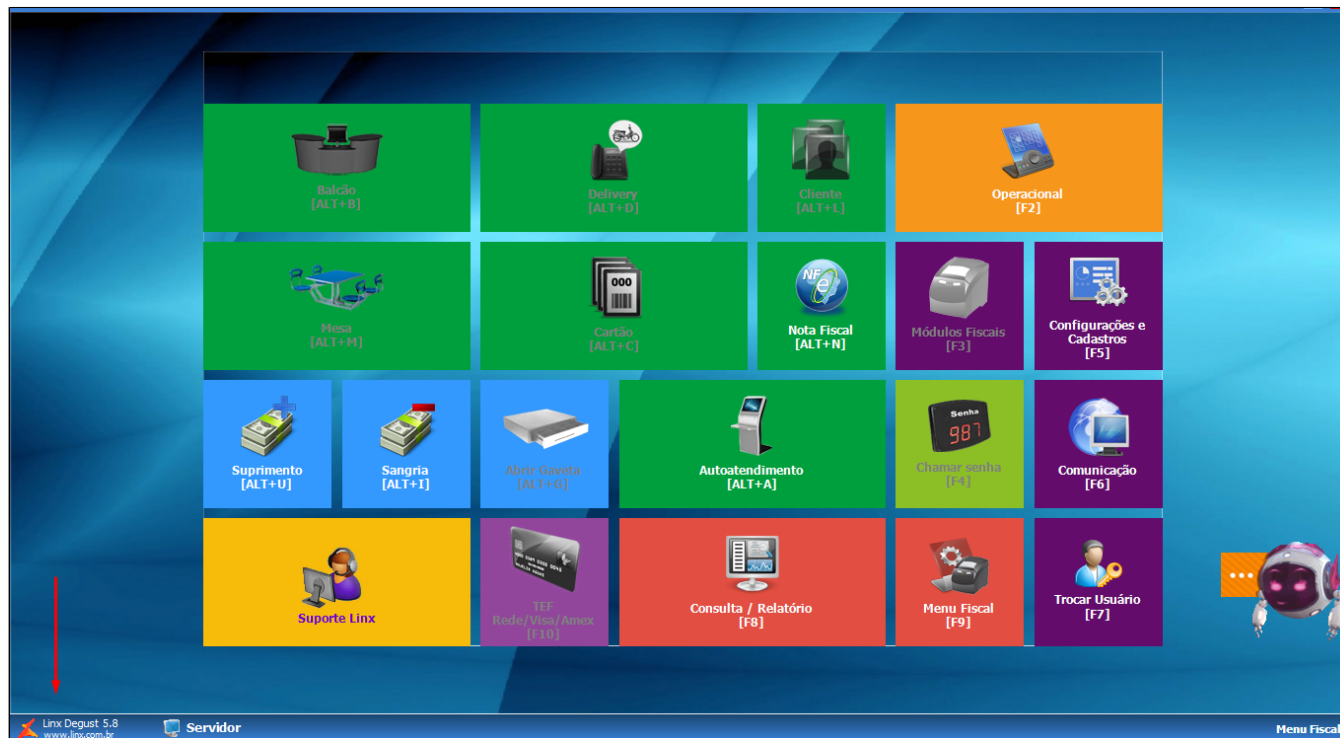 Balcão
[ALT+B]
Delivery
[ALT+D]
Cliente
[ALT+L]
Operacional
[F2]
Mesa
[ALT+M]
000
Cartão
[ALT+C]
NF
e
Nota Fiscal
[ALT+N]
Módulos Fiscais
[F3]
Configurações e
Cadastros
[F5]
Suprimento
[ALT+U]
Sangria
[ALT+I]
Abrir Gaveta
[ALT+G]
Autoatendimento
[ALT+A]
Senha
987
Chamar senha
[F4]
Comunicação
[F6]
Suporte Linx
TEF
Rede/Visa/Amex
[F10]
Consulta / Relatório
[F8]
Menu Fiscal
[F9]
Trocar Usuário
[F7]
Linx Degust 5.8
www.linx.com.br
Servidor
Menu Fiscal